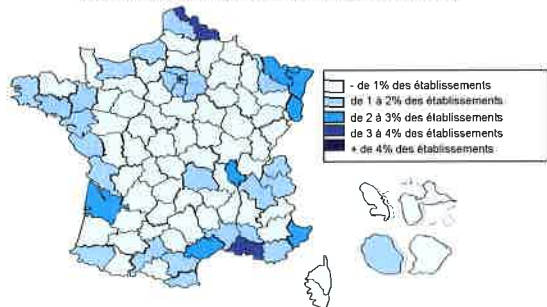 - de 1% des établissements
de 1 à 2% des établissements
de 2 à 3% des établissements
de 3 à 4% des établissements
+ de 4% des établissements